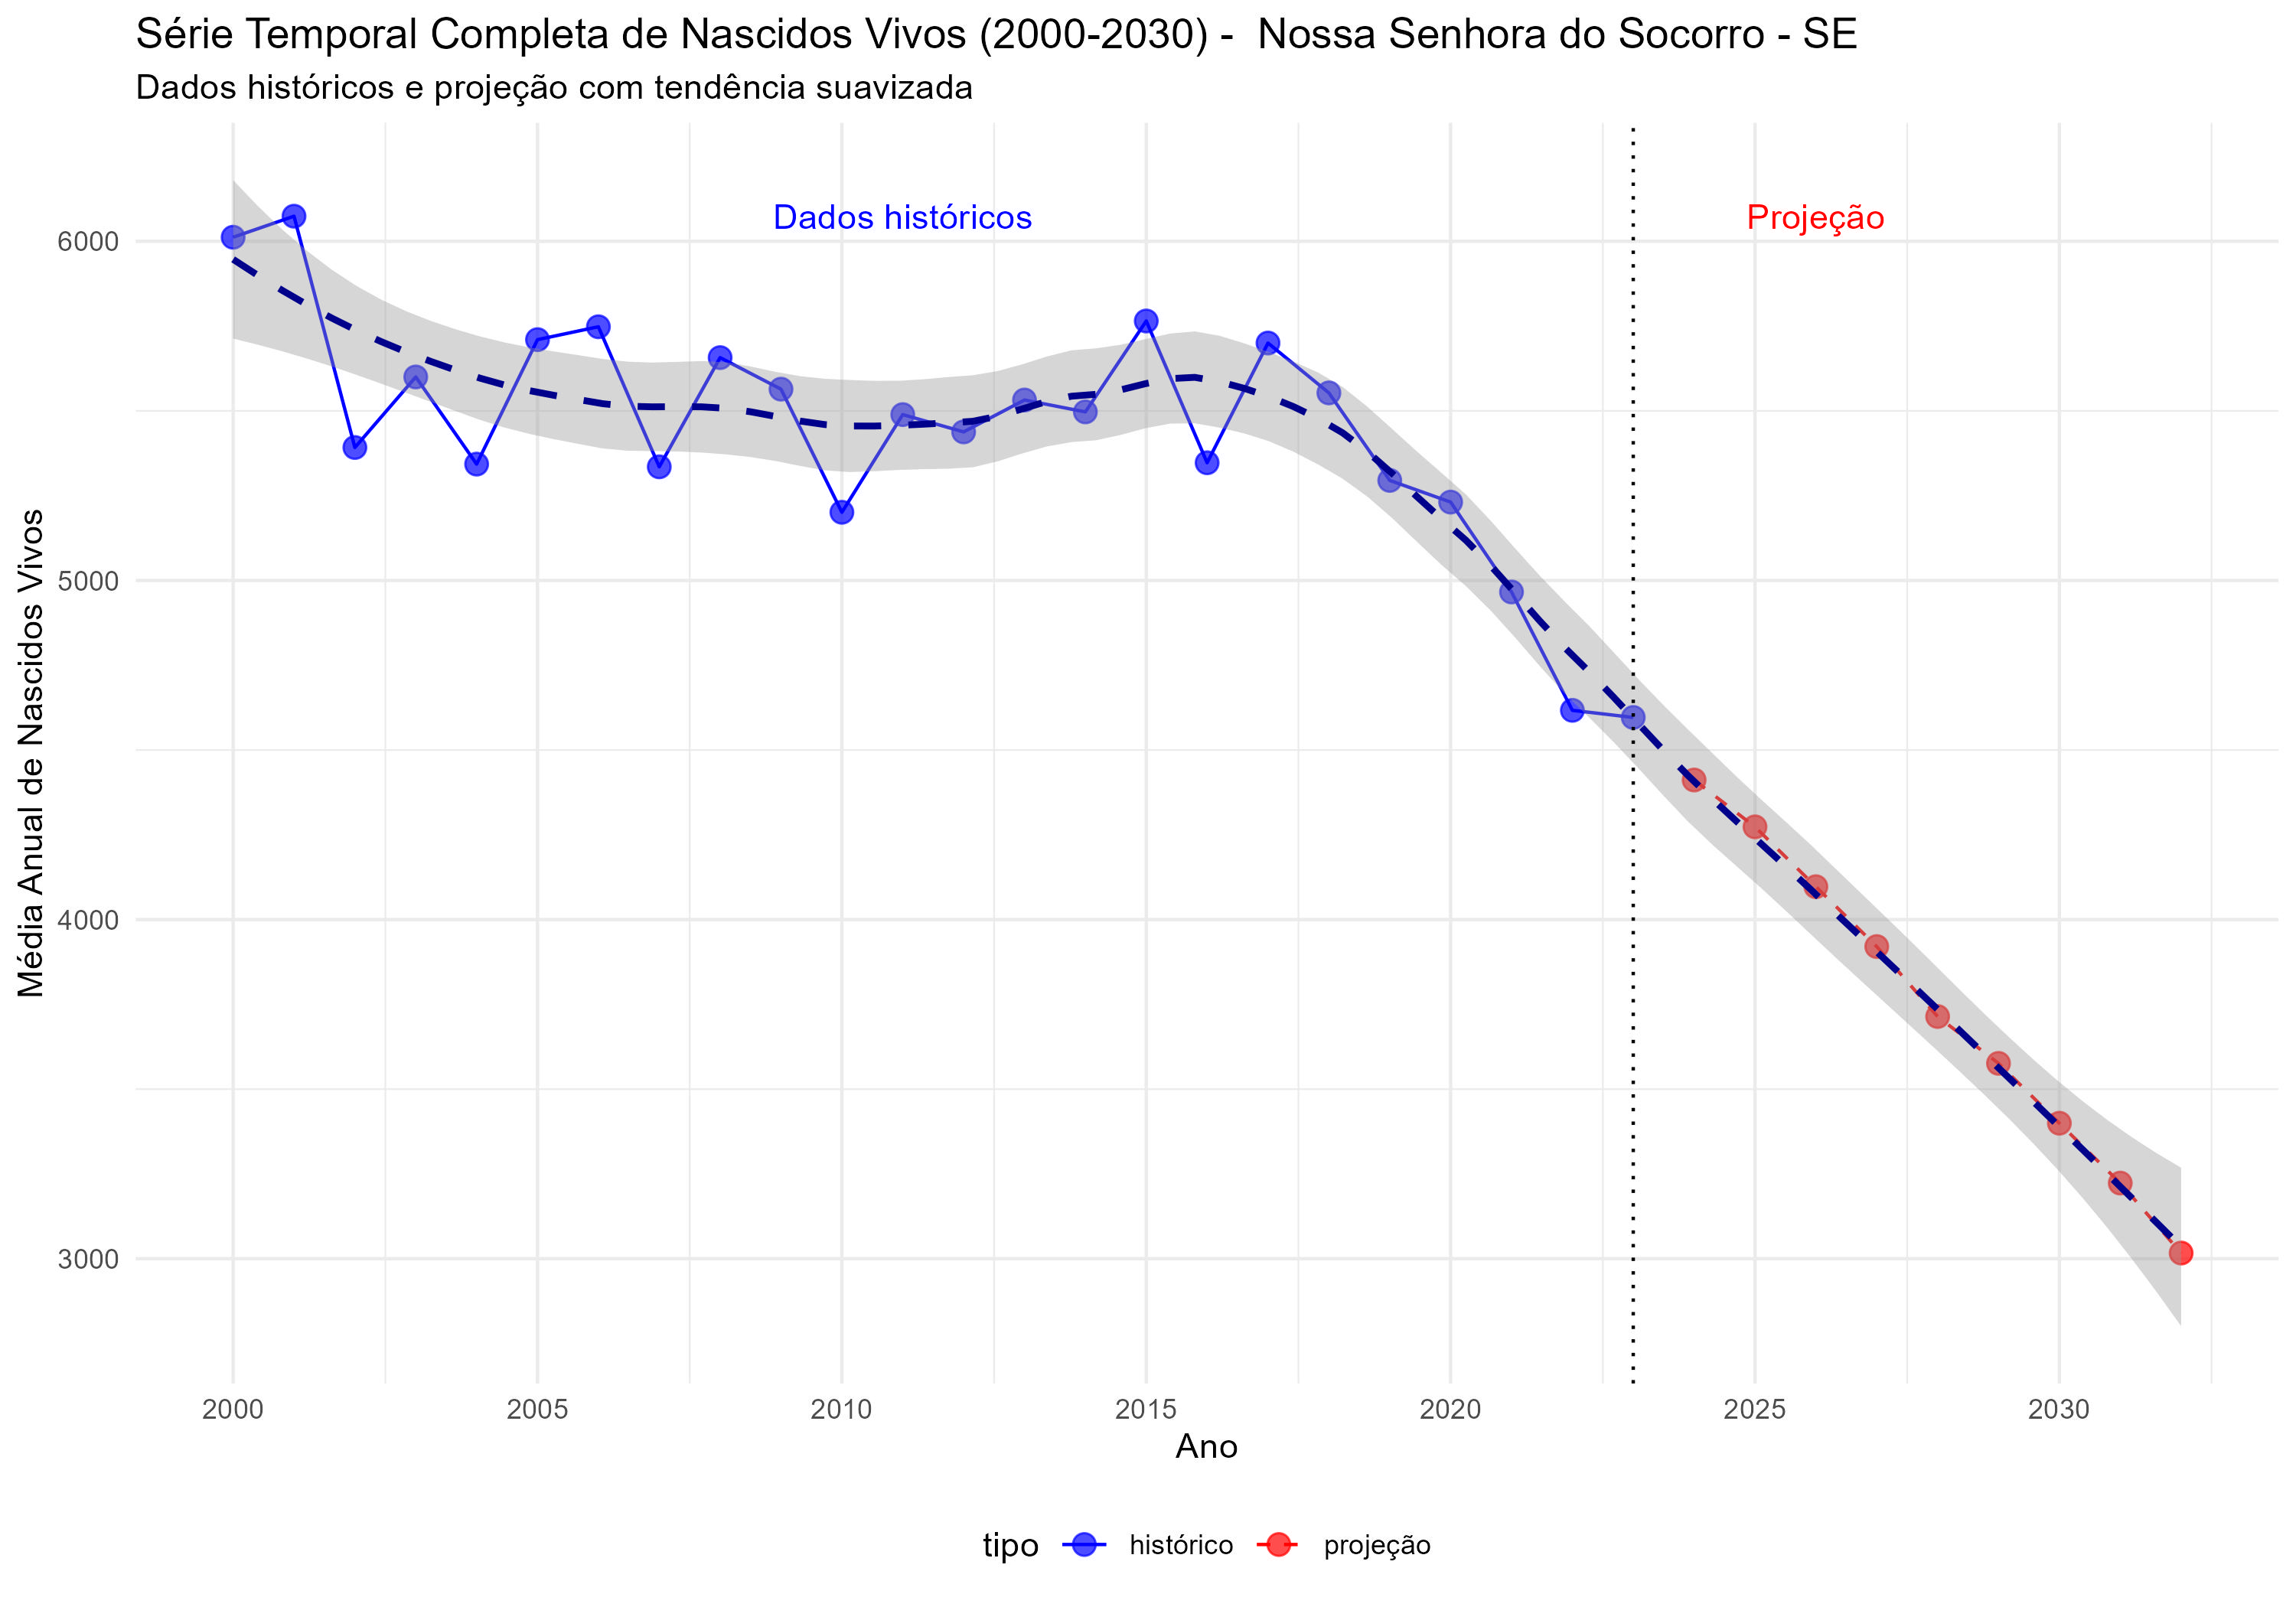 Série Temporal Completa de Nascidos Vivos (2000-2030) -  Nossa Senhora do Socorro - SE
Dados históricos e projeção com tendência suavizada
Dados históricos
Projeção
Média Anual de Nascidos Vivos
6000
5000
4000
3000
2000 2005 2010 2015 2020 2025 2030
Ano
tipo histórico projeção